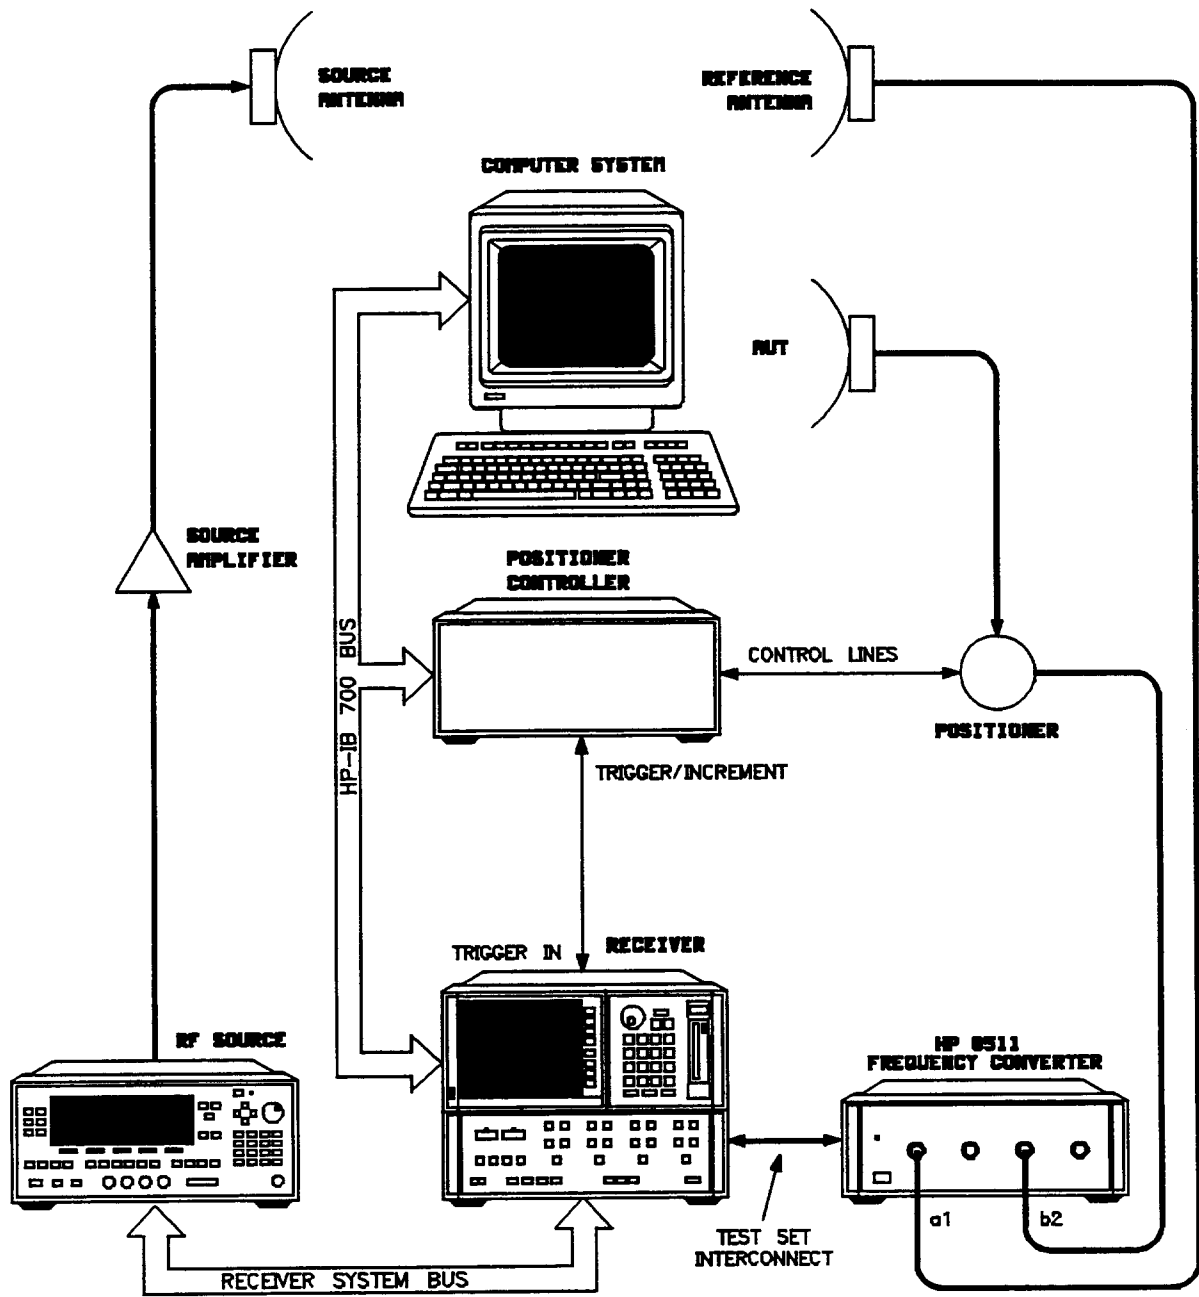 SOURCE
ANTENNA
REFERENCE
ANTENNA
COMPUTER SYSTEM
AUT
SOURCE
AMPLIFIER
POSITIONER
CONTROLLER
HP-IB 700 BUS
CONTROL LINES
POSITIONER
TRIGGER/INCREMENT
TRIGGER IN
RECEIVER
RF SOURCE
HP 8511
FREQUENCY CONVERTER
a1
b2
TEST SET
INTERCONNECT
RECEIVER SYSTEM BUS